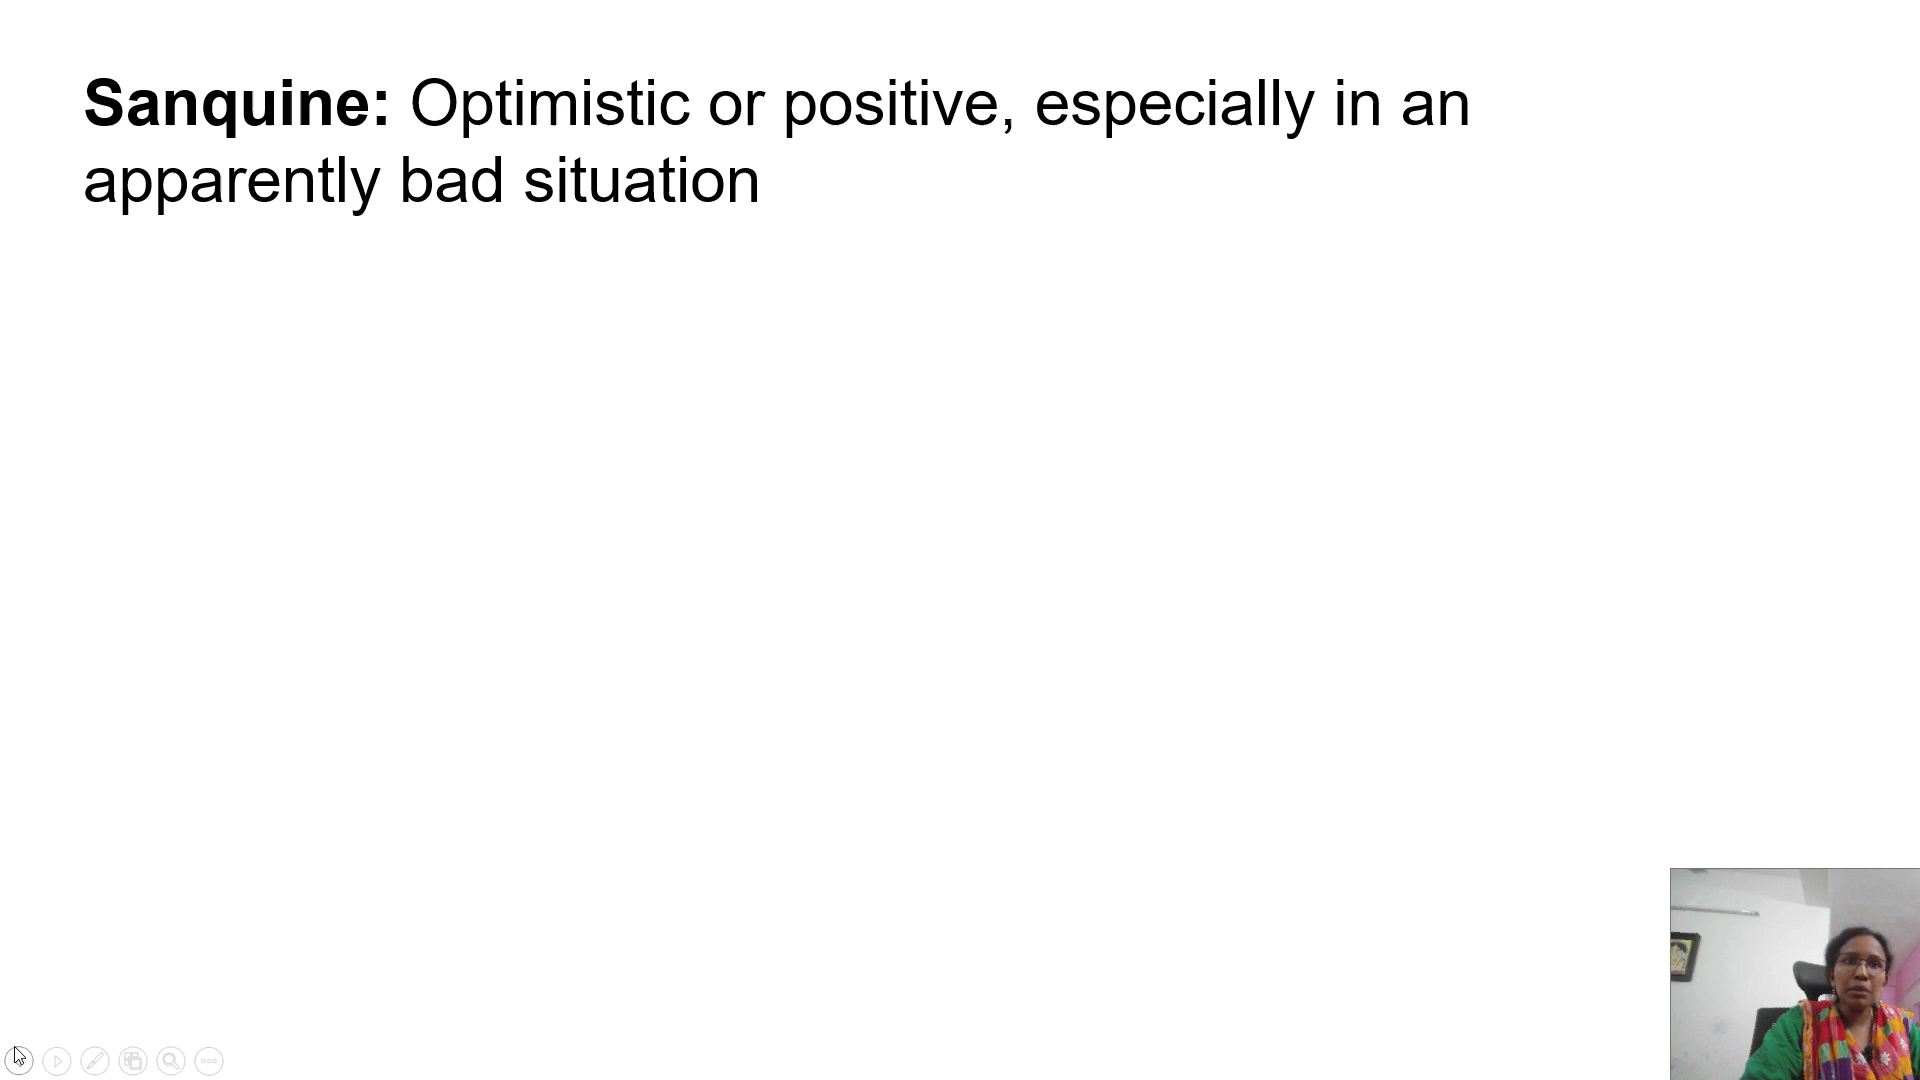 Sanquine: Optimistic or positive, especially in an
apparently bad situation